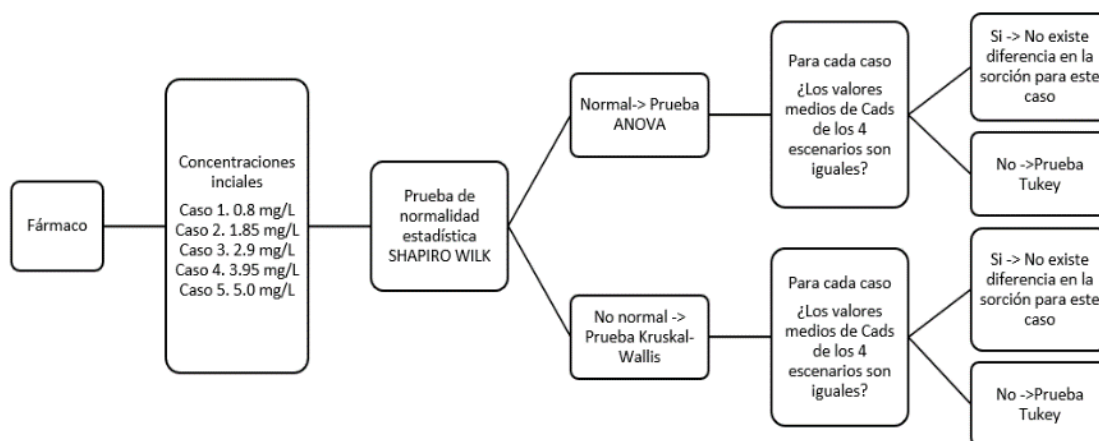 Fármaco
Concentraciones
inciales
Caso 1. 0.8 mg/L
Caso 2. 1.85 mg/L
Caso 3. 2.9 mg/L
Caso 4. 3.95 mg/L
Caso 5. 5.0 mg/L
Prueba de
normalidad
estadística
SHAPIRO WILK
Normal-> Prueba
ANOVA
Para cada caso
¿Los valores
medios de Cads
de los 4
escenarios son
iguales?
Si -> No existe
diferencia en la
sorción para este
caso
No ->Prueba
Tukey
No normal ->
Prueba Kruskal-
Wallis
Para cada caso
¿Los valores
medios de Cads
de los 4
escenarios son
iguales?
Si -> No existe
diferencia en la
sorción para este
caso
No ->Prueba
Tukey